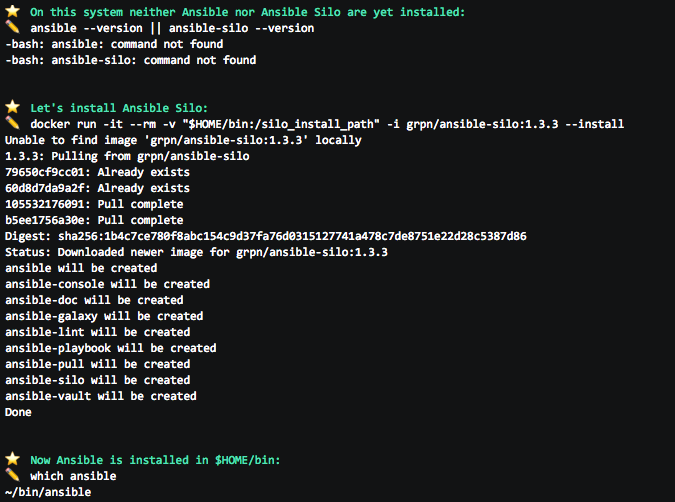 ⭐ On this system neither Ansible nor Ansible Silo are yet installed:
✏️ ansible --version || ansible-silo --version
-bash: ansible: command not found
-bash: ansible-silo: command not found
⭐ Let's install Ansible Silo:
✏️ docker run -it --rm -v "$HOME/bin:/silo_install_path" -i grpn/ansible-silo:1.3.3 --install
Unable to find image 'grpn/ansible-silo:1.3.3' locally
1.3.3: Pulling from grpn/ansible-silo
79650cf9cc01: Already exists
60d8d7da9a2f: Already exists
105532176091: Pull complete
b5ee1756a30e: Pull complete
Digest: sha256:1b4c7ce780f8abc154c9d37fa76d0315127741a478c7de8751e22d28c5387d86
Status: Downloaded newer image for grpn/ansible-silo:1.3.3
ansible will be created
ansible-console will be created
ansible-doc will be created
ansible-galaxy will be created
ansible-lint will be created
ansible-playbook will be created
ansible-pull will be created
ansible-silo will be created
ansible-vault will be created
Done
⭐ Now Ansible is installed in $HOME/bin:
✏️ which ansible
~/bin/ansible